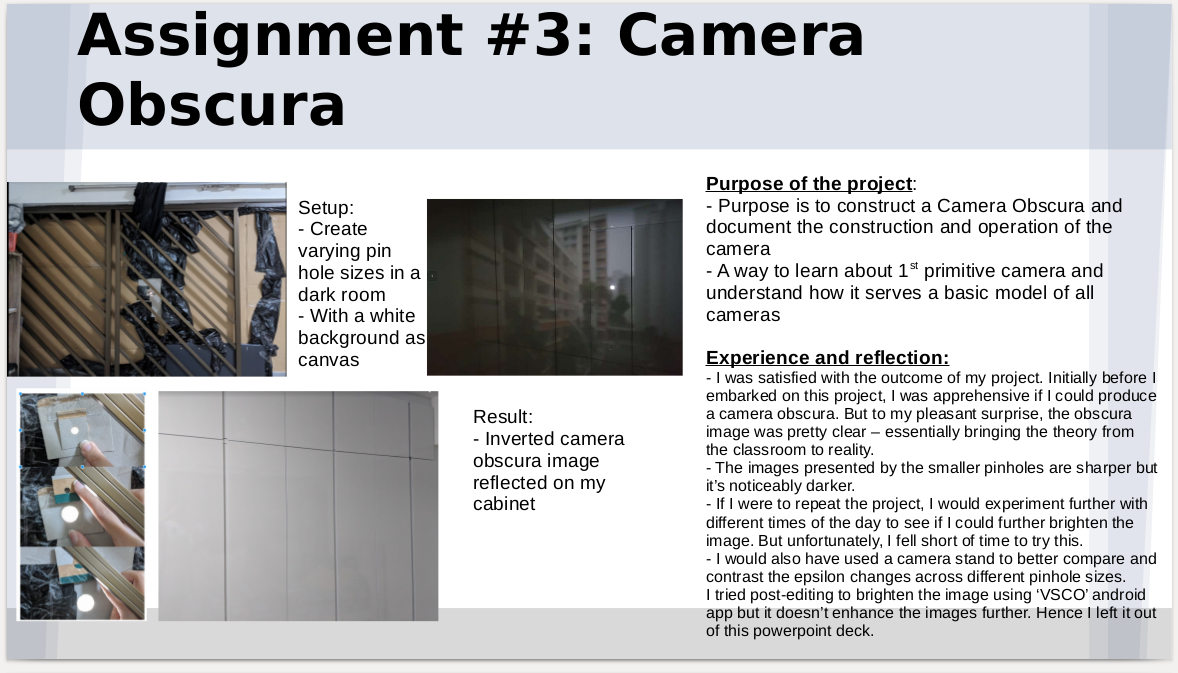 Assignment #3: Camera
Obscura
Setup:
- Create
varying pin
hole sizes in a
dark room
- With a white
background as
canvas
Result:
- Inverted camera
obscura image
reflected on my
cabinet
Purpose of the project:
- Purpose is to construct a Camera Obscura and
document the construction and operation of the
camera
- A way to learn about 1st primitive camera and
understand how it serves a basic model of all
cameras
Experience and reflection:
- I was satisfied with the outcome of my project. Initially before I
embarked on this project, I was apprehensive if I could produce
a camera obscura. But to my pleasant surprise, the obscura
image was pretty clear – essentially bringing the theory from
the classroom to reality.
- The images presented by the smaller pinholes are sharper but
it’s noticeably darker.
- If I were to repeat the project, I would experiment further with
different times of the day to see if I could further brighten the
image. But unfortunately, I fell short of time to try this.
- I would also have used a camera stand to better compare and
contrast the epsilon changes across different pinhole sizes.
I tried post-editing to brighten the image using ‘VSCO’ android
app but it doesn’t enhance the images further. Hence I left it out
of this powerpoint deck.